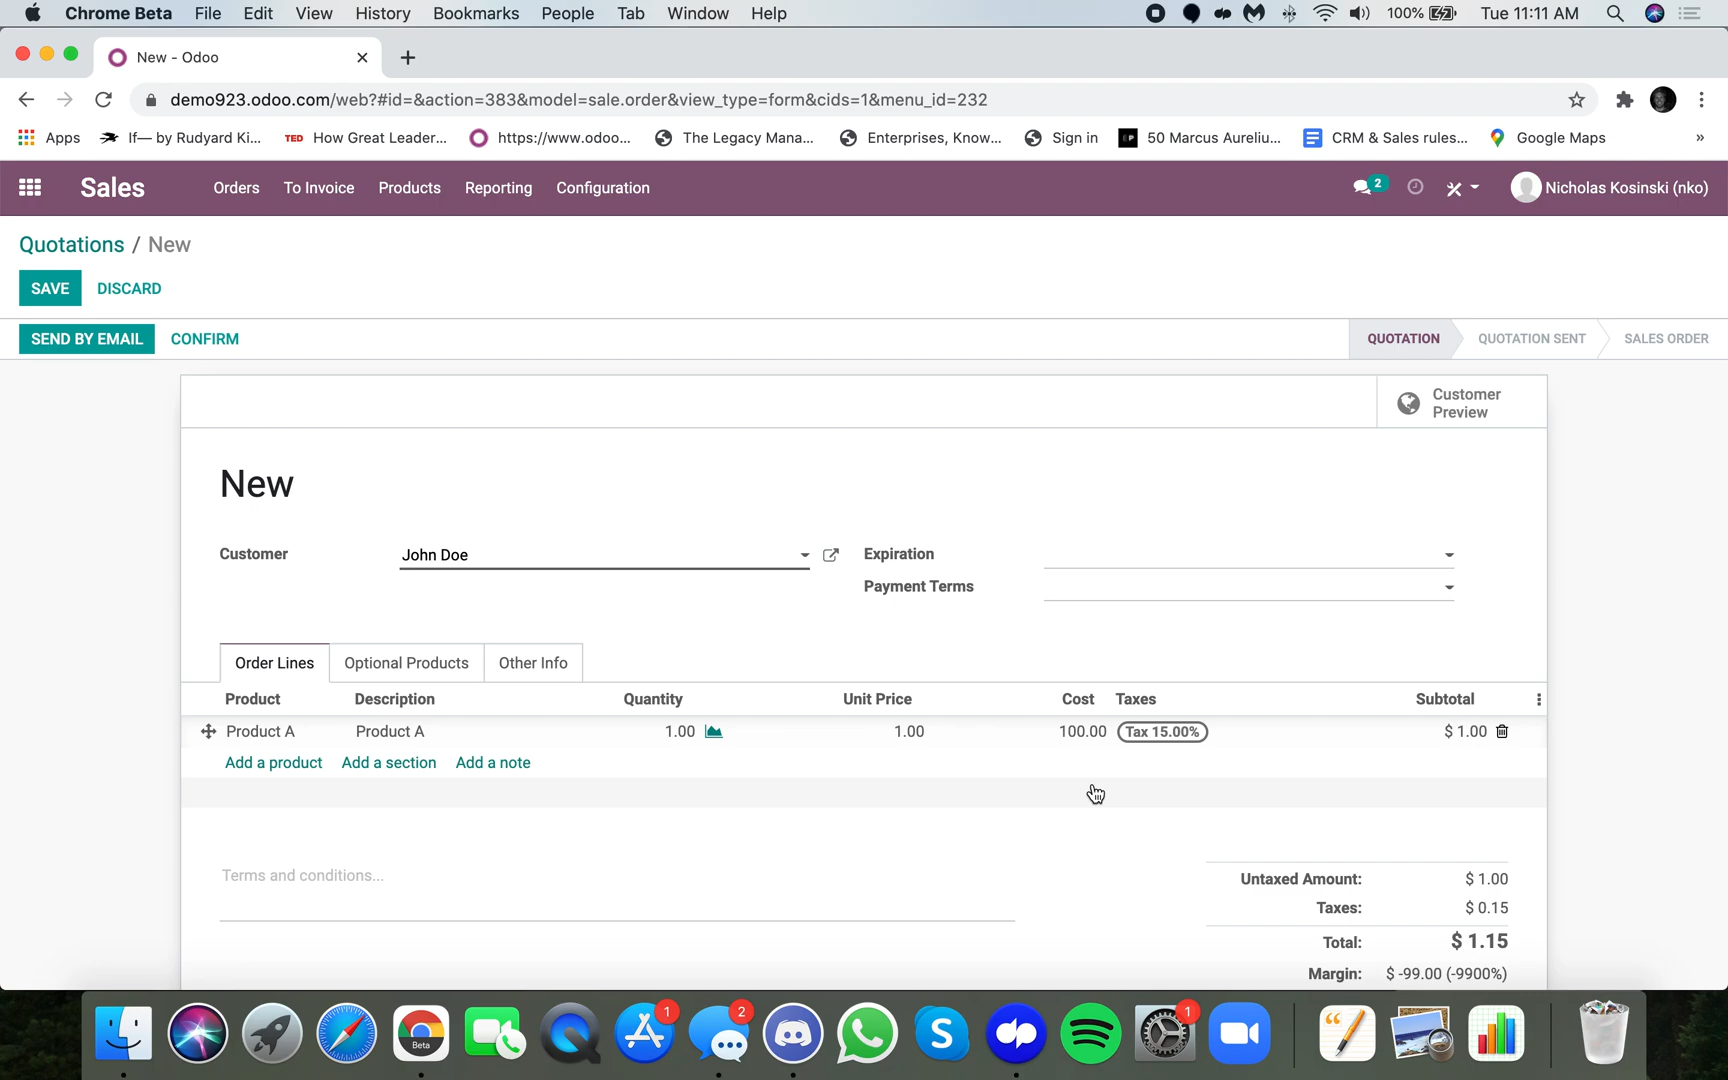 Chrome Beta File Edit View History Bookmarks People Tab Window Help 100% Tue 11:11 AM
New - Odoo
demo923.odoo.com/web?#id=&action=383&model=sale.order&view_type=form&cids=1&menu_id=232
Apps If— by Rudyard Ki... TED How Great Leader... https://www.odoo... The Legacy Mana... Enterprises, Know... Sign in 50 Marcus Aureliu... CRM & Sales rules... Google Maps »
Sales Orders To Invoice Products Reporting Configuration 2 Nicholas Kosinski (nko)
Quotations / New
SAVE DISCARD
SEND BY EMAIL CONFIRM QUOTATION QUOTATION SENT SALES ORDER
Customer
Preview
New
Customer John Doe Expiration
Payment Terms
Order Lines Optional Products Other Info
Product Description Quantity Unit Price Cost Taxes Subtotal
Product A Product A 1.00 1.00 100.00 Tax 15.00% $ 1.00
Add a product Add a section Add a note
Terms and conditions...
Untaxed Amount: $ 1.00
Taxes: $ 0.15
Total: $ 1.15
Margin: $ -99.00 (-9900%)
1 2 1
Beta